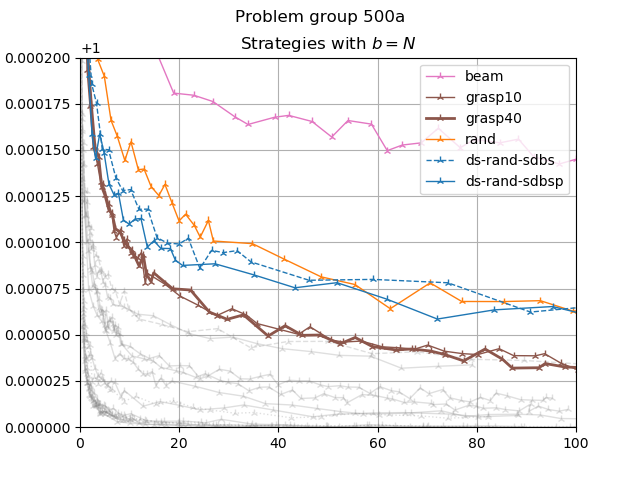 Problem group 500a
Strategies with b = N
+1
0.000200
0.000175
0.000150
0.000125
0.000100
0.000075
0.000050
0.000025
0.000000
beam
grasp10
grasp40
rand
ds-rand-sdbs
ds-rand-sdbsp
0 20 40 60 80 100